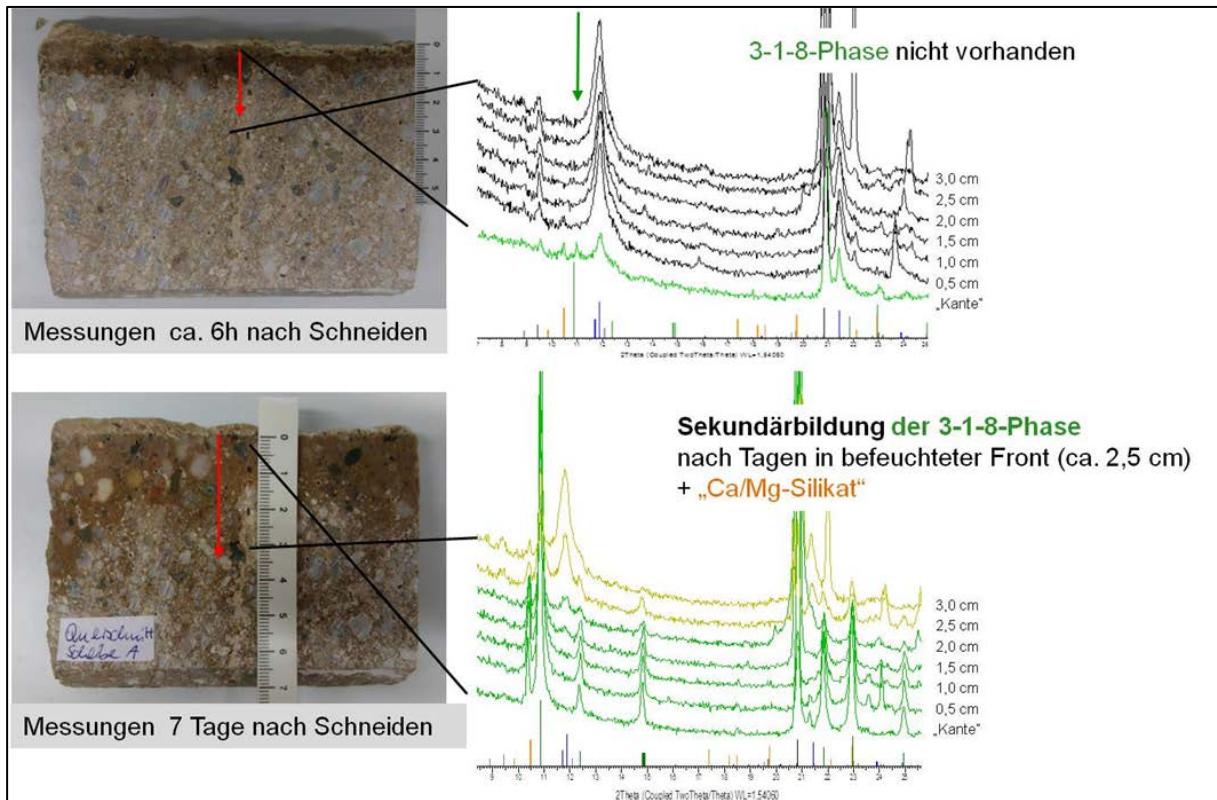 3-1-8-Phase nicht vorhanden
3,0 cm
2,5 cm
2,0 cm
1,5 cm
1,0 cm
0,5 cm
„Kante"
2Theta (Coupled TwoTheta/Theta) WL=1,54060
Messungen ca. 6h nach Schneiden
Sekundärbildung der 3-1-8-Phase
nach Tagen in befeuchteter Front (ca. 2,5 cm)
+ „Ca/Mg-Silikat"
3,0 cm
2,5 cm
2,0 cm
1,5 cm
1,0 cm
0,5 cm
„Kante"
2Theta (Coupled TwoTheta/Theta) WL=1,54060
Querschnitt
Scheibe A
Messungen 7 Tage nach Schneiden